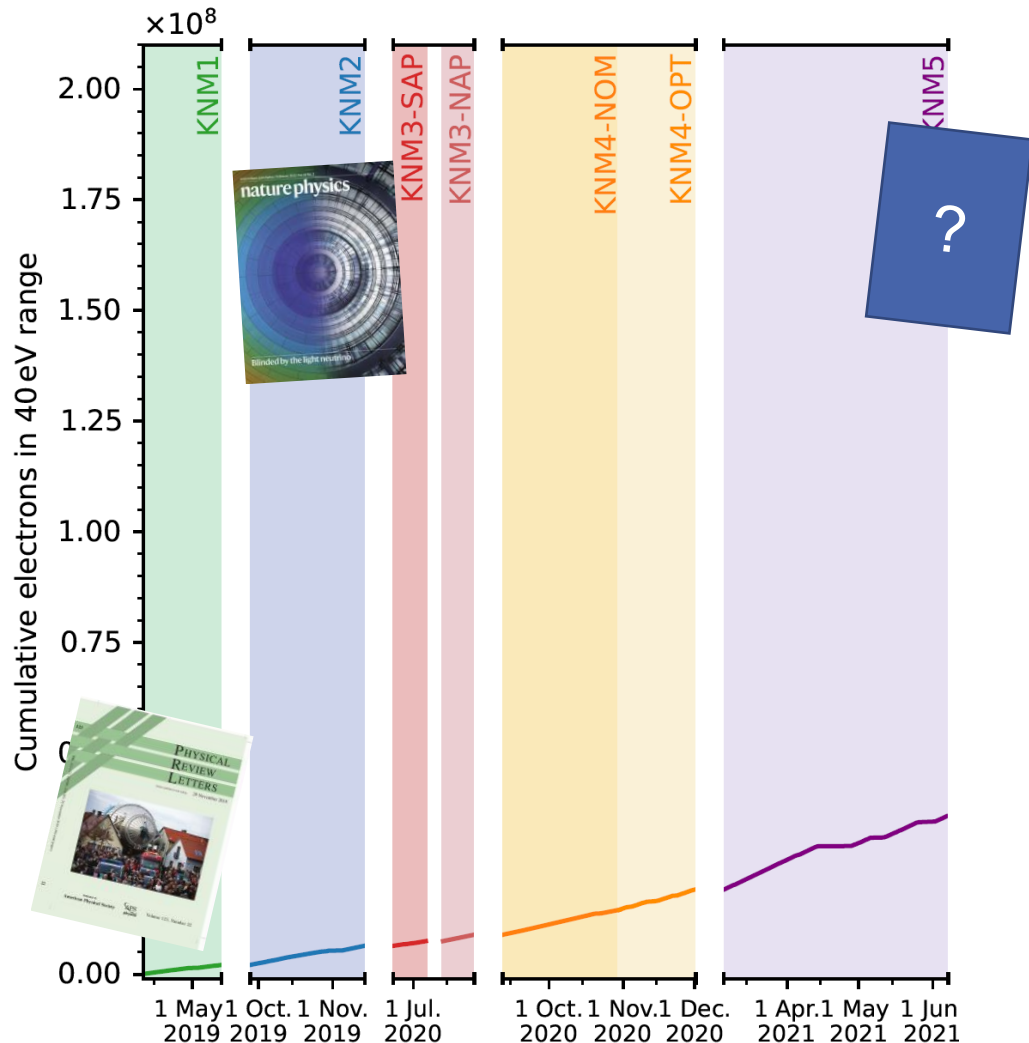 ×10⁸
2.00
1.75
1.50
1.25
1.00
0.75
0.00
Cumulative electrons in 40 eV range
KNM1
KNM2
KNM3-SAP
KNM3-NAP
KNM4-NOM
KNM4-OPT
KNM5
nature physics
Blinded by the light neutrino
?
PHYSICAL
REVIEW
LETTERS
American Physical Society
1 May
2019
1 Oct.
2019
1 Nov.
2019
1 Jul.
2020
1 Oct.
2020
1 Nov.
2020
1 Dec.
2020
1 Apr.
2021
1 May
2021
1 Jun
2021